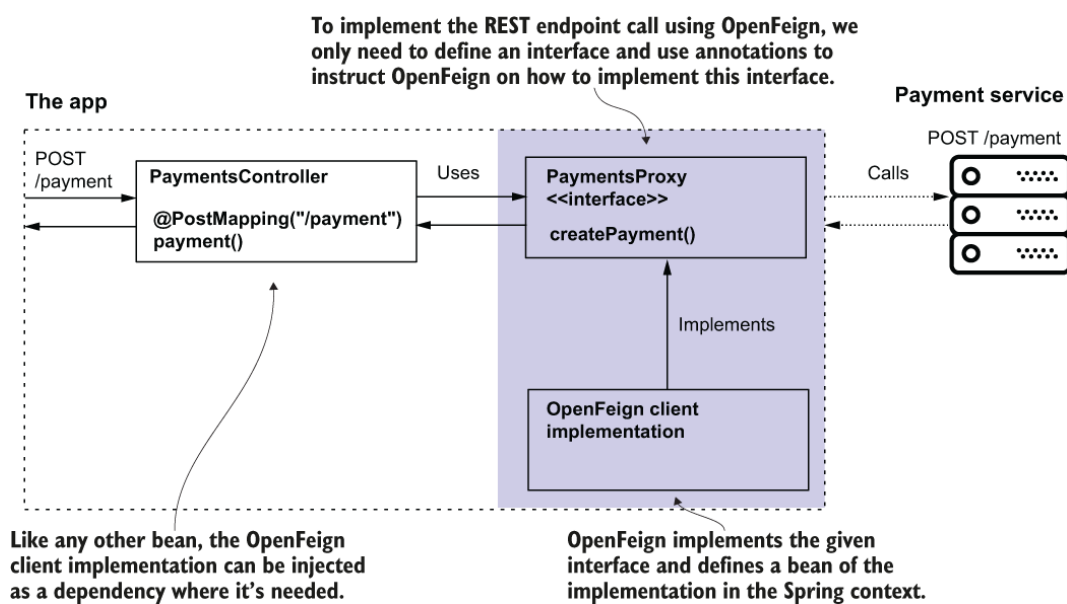 To implement the REST endpoint call using OpenFeign, we
only need to define an interface and use annotations to
instruct OpenFeign on how to implement this interface.
The app
Payment service
POST /payment
POST
/payment
PaymentsController
@PostMapping("/payment")
payment()
Uses
PaymentsProxy
<<interface>>
createPayment()
Calls
Implements
OpenFeign client
implementation
Like any other bean, the OpenFeign
client implementation can be injected
as a dependency where it's needed.
OpenFeign implements the given
interface and defines a bean of the
implementation in the Spring context.